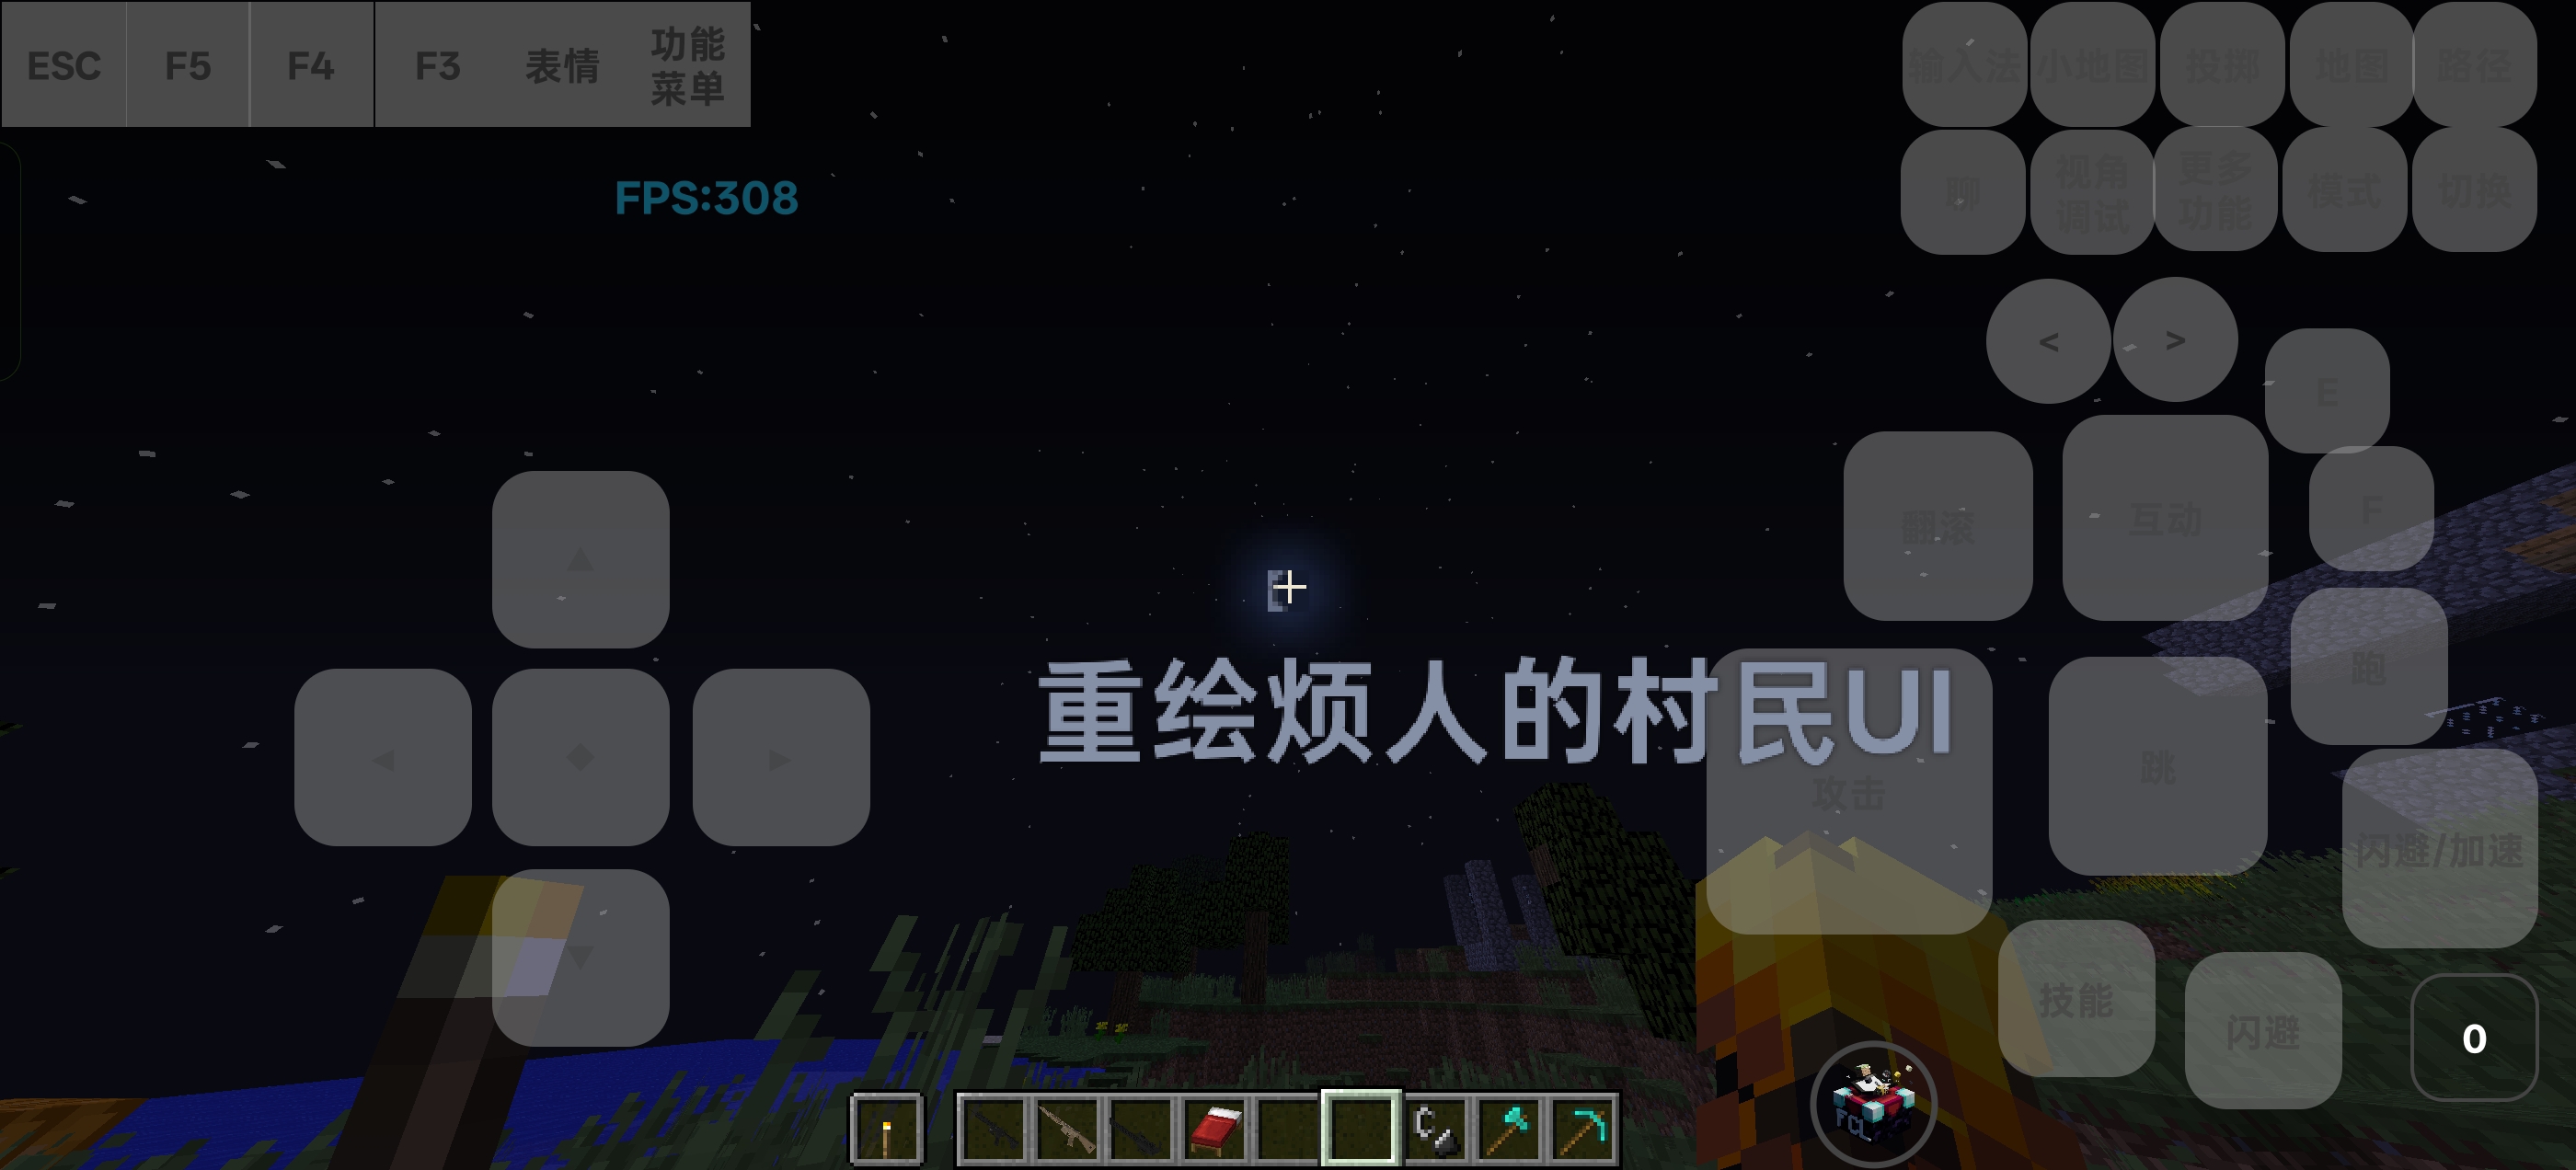 ESC
F5
F4
F3
表情
功能
菜单
输入法
小地图
投掷
地图
路径
FPS:308
聊
视角
调试
更多
功能
模式
切换
<
>
E
F
翻滚
互动
跑
重绘烦人的村民UI
攻击
跳
闪避/加速
技能
闪避
0
FCL